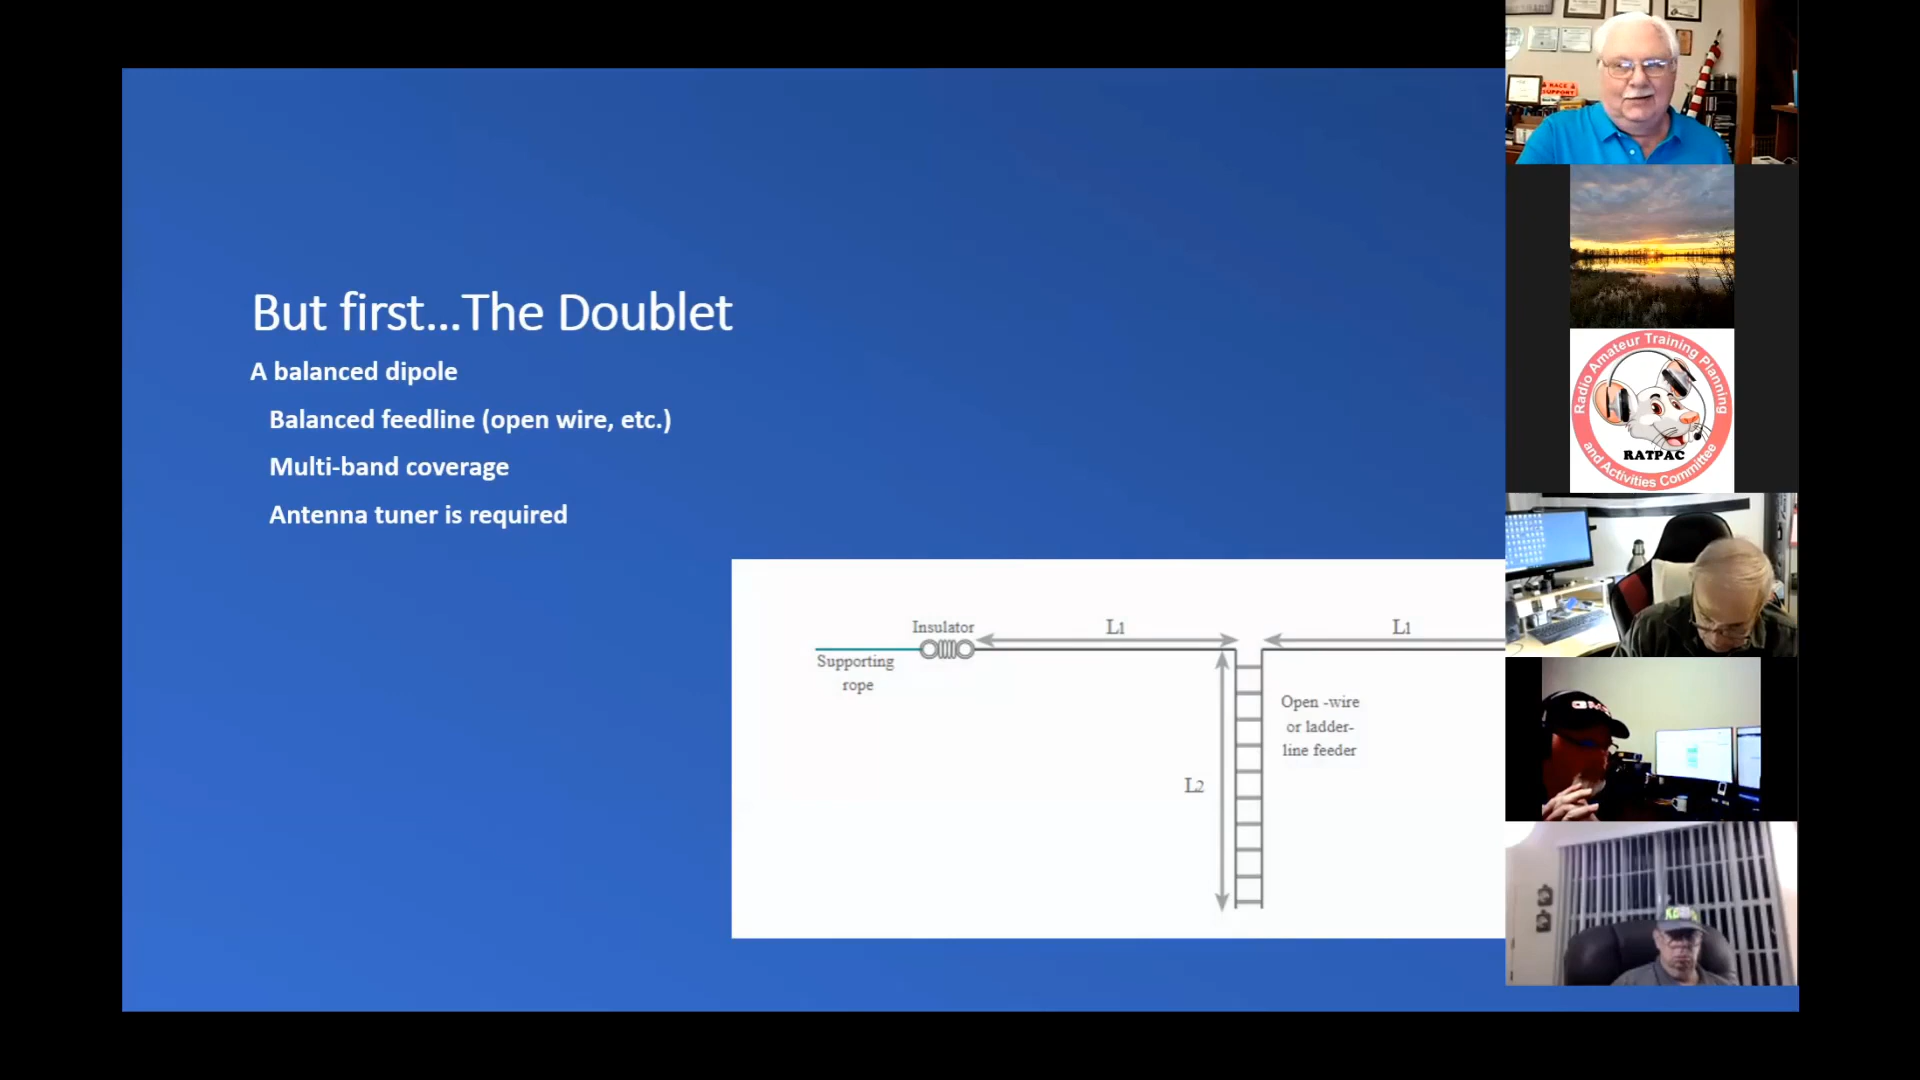 But first...The Doublet
A balanced dipole
Balanced feedline (open wire, etc.)
Multi-band coverage
Antenna tuner is required
Insulator
L1
L1
Supporting
rope
Open -wire
or ladder-
line feeder
L2
RACE
SUPPORT
Radio Amateur Training Planning
and Activities Committee
RATPAC